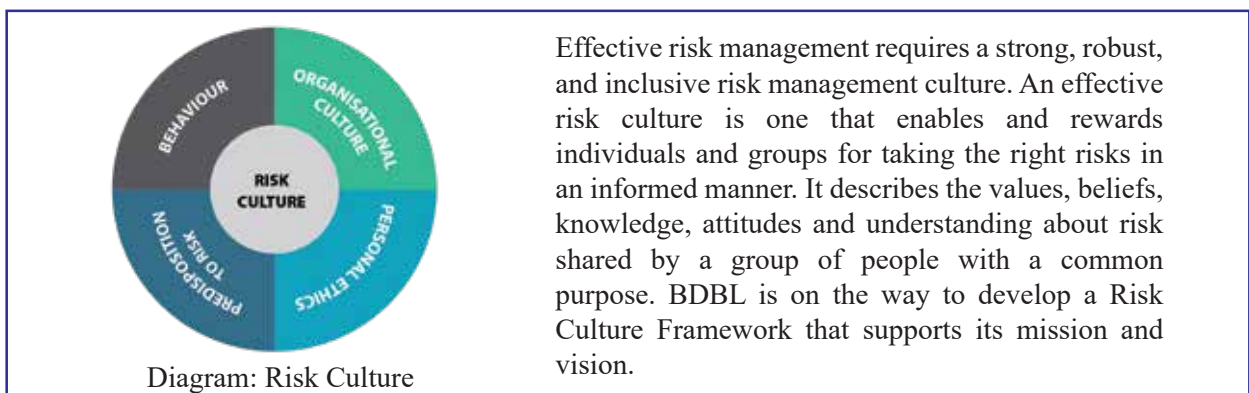 BEHAVIOUR
ORGANISATIONAL
CULTURE
RISK
CULTURE
PREDISPOSITION
TO RISK
PERSONAL ETHICS
Diagram: Risk Culture
Effective risk management requires a strong, robust,
and inclusive risk management culture. An effective
risk culture is one that enables and rewards
individuals and groups for taking the right risks in
an informed manner. It describes the values, beliefs,
knowledge, attitudes and understanding about risk
shared by a group of people with a common
purpose. BDBL is on the way to develop a Risk
Culture Framework that supports its mission and
vision.